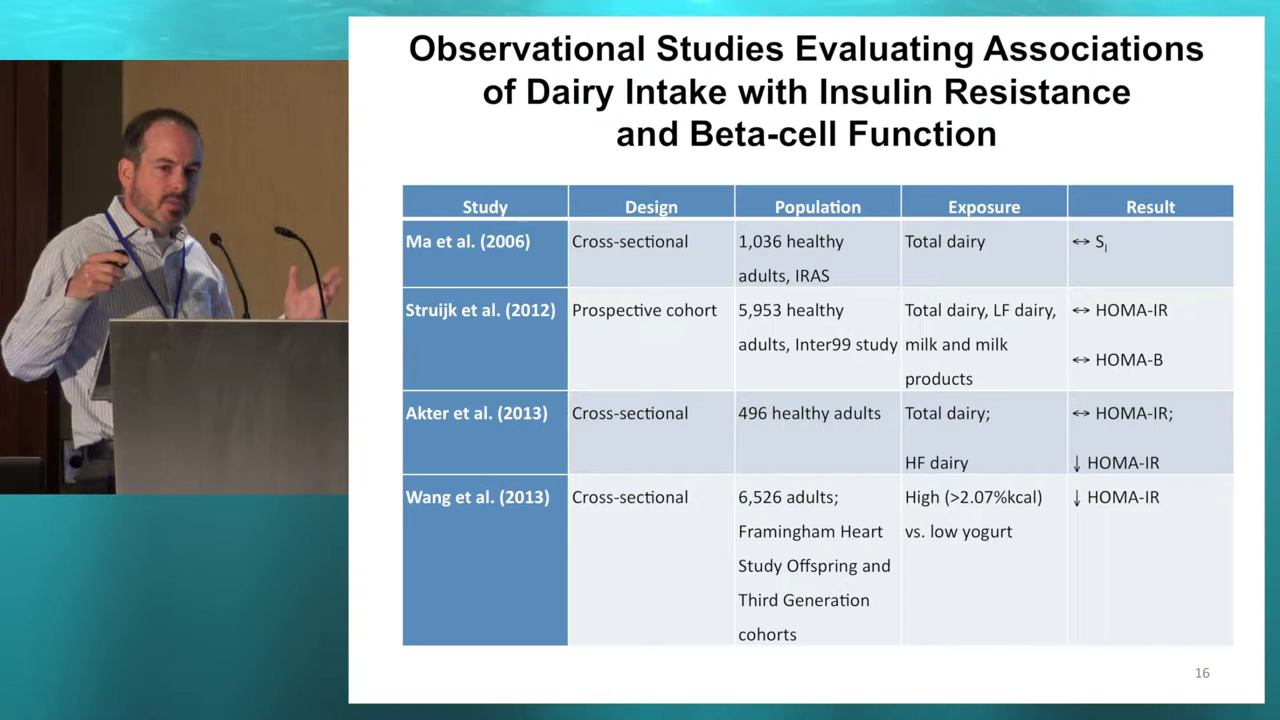 Observational Studies Evaluating Associations
of Dairy Intake with Insulin Resistance
and Beta-cell Function
Study Design Population Exposure Result
Ma et al. (2006) Cross-sectional 1,036 healthy Total dairy ↔ SI
adults, IRAS
Struijk et al. (2012) Prospective cohort 5,953 healthy Total dairy, LF dairy, ↔ HOMA-IR
adults, Inter99 study milk and milk ↔ HOMA-B
products
Akter et al. (2013) Cross-sectional 496 healthy adults Total dairy; ↔ HOMA-IR;
HF dairy ↓ HOMA-IR
Wang et al. (2013) Cross-sectional 6,526 adults; High (>2.07%kcal) ↓ HOMA-IR
Framingham Heart vs. low yogurt
Study Offspring and
Third Generation
cohorts
16